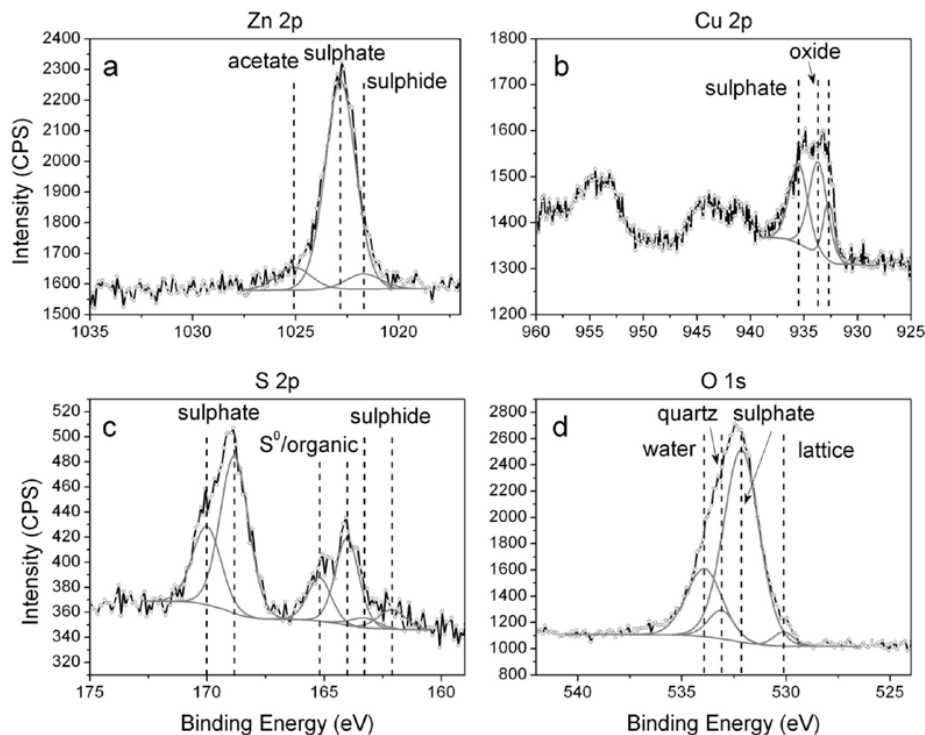 Zn 2p
a
acetate
sulphate
sulphide
2400
2300
2200
2100
2000
1900
1800
1700
1600
1500
Intensity (CPS)
1035 1030 1025 1020
Cu 2p
b
oxide
sulphate
1800
1700
1600
1500
1400
1300
1200
960 955 950 945 940 935 930 925
S 2p
c
sulphate
sulphide
S⁰/organic
520
500
480
460
440
420
400
380
360
340
320
Intensity (CPS)
175 170 165 160
Binding Energy (eV)
O 1s
d
quartz
sulphate
water
lattice
2800
2600
2400
2200
2000
1800
1600
1400
1200
1000
800
540 535 530 525
Binding Energy (eV)